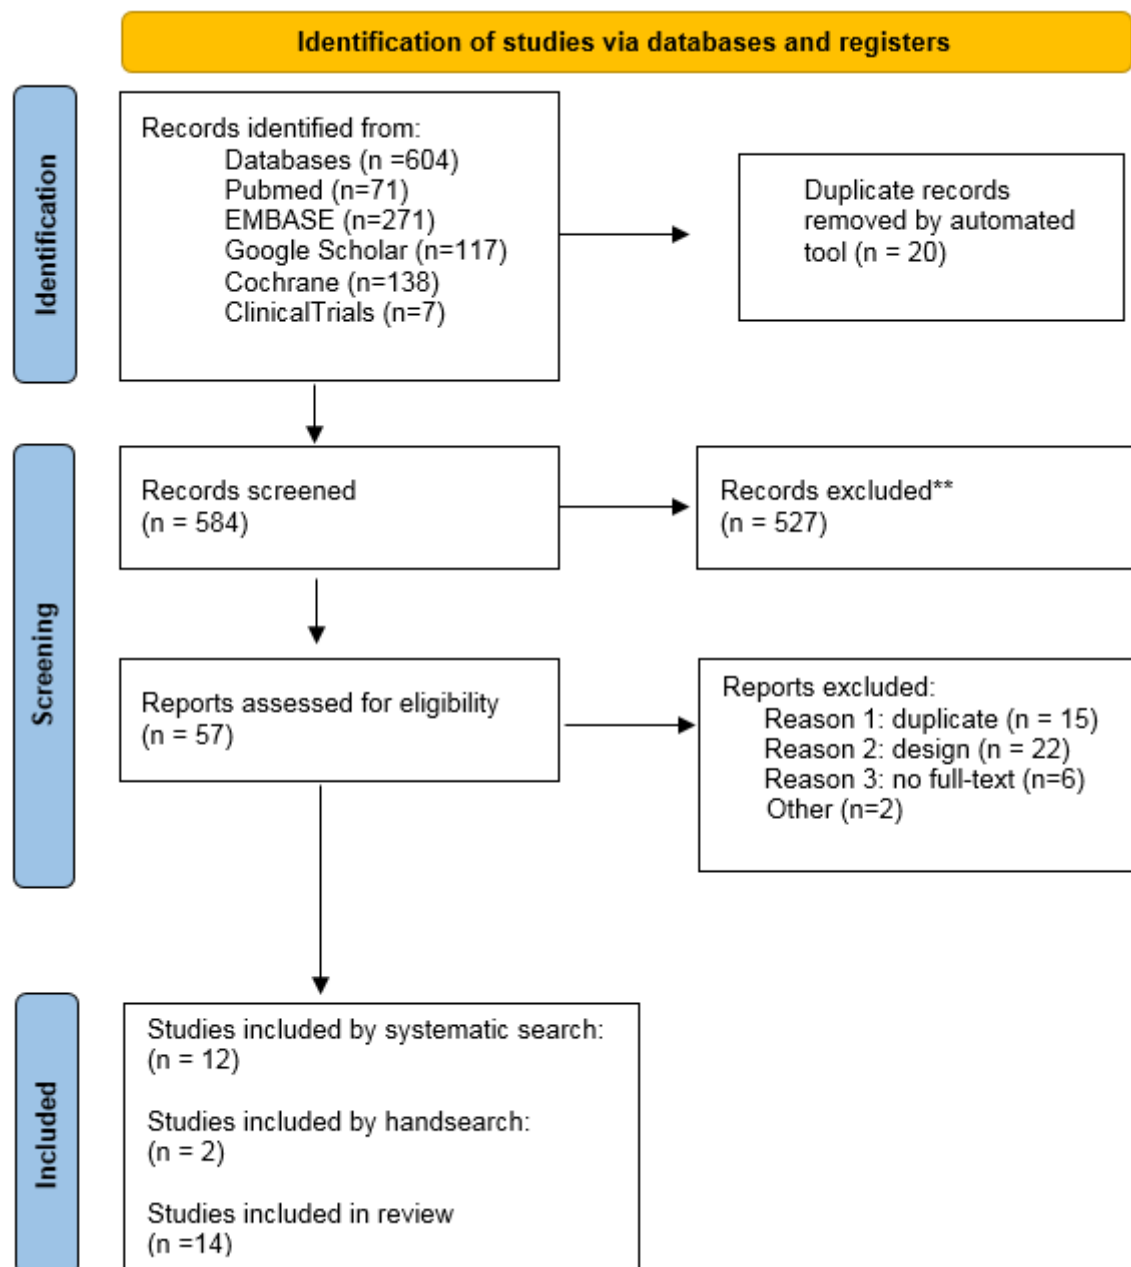 Identification of studies via databases and registers
Identification
Records identified from:
Databases (n =604)
Pubmed (n=71)
EMBASE (n=271)
Google Scholar (n=117)
Cochrane (n=138)
ClinicalTrials (n=7)
Duplicate records
removed by automated
tool (n = 20)
Screening
Records screened
(n = 584)
Records excluded**
(n = 527)
Reports assessed for eligibility
(n = 57)
Reports excluded:
Reason 1: duplicate (n = 15)
Reason 2: design (n = 22)
Reason 3: no full-text (n=6)
Other (n=2)
Included
Studies included by systematic search:
(n = 12)
Studies included by handsearch:
(n = 2)
Studies included in review
(n =14)